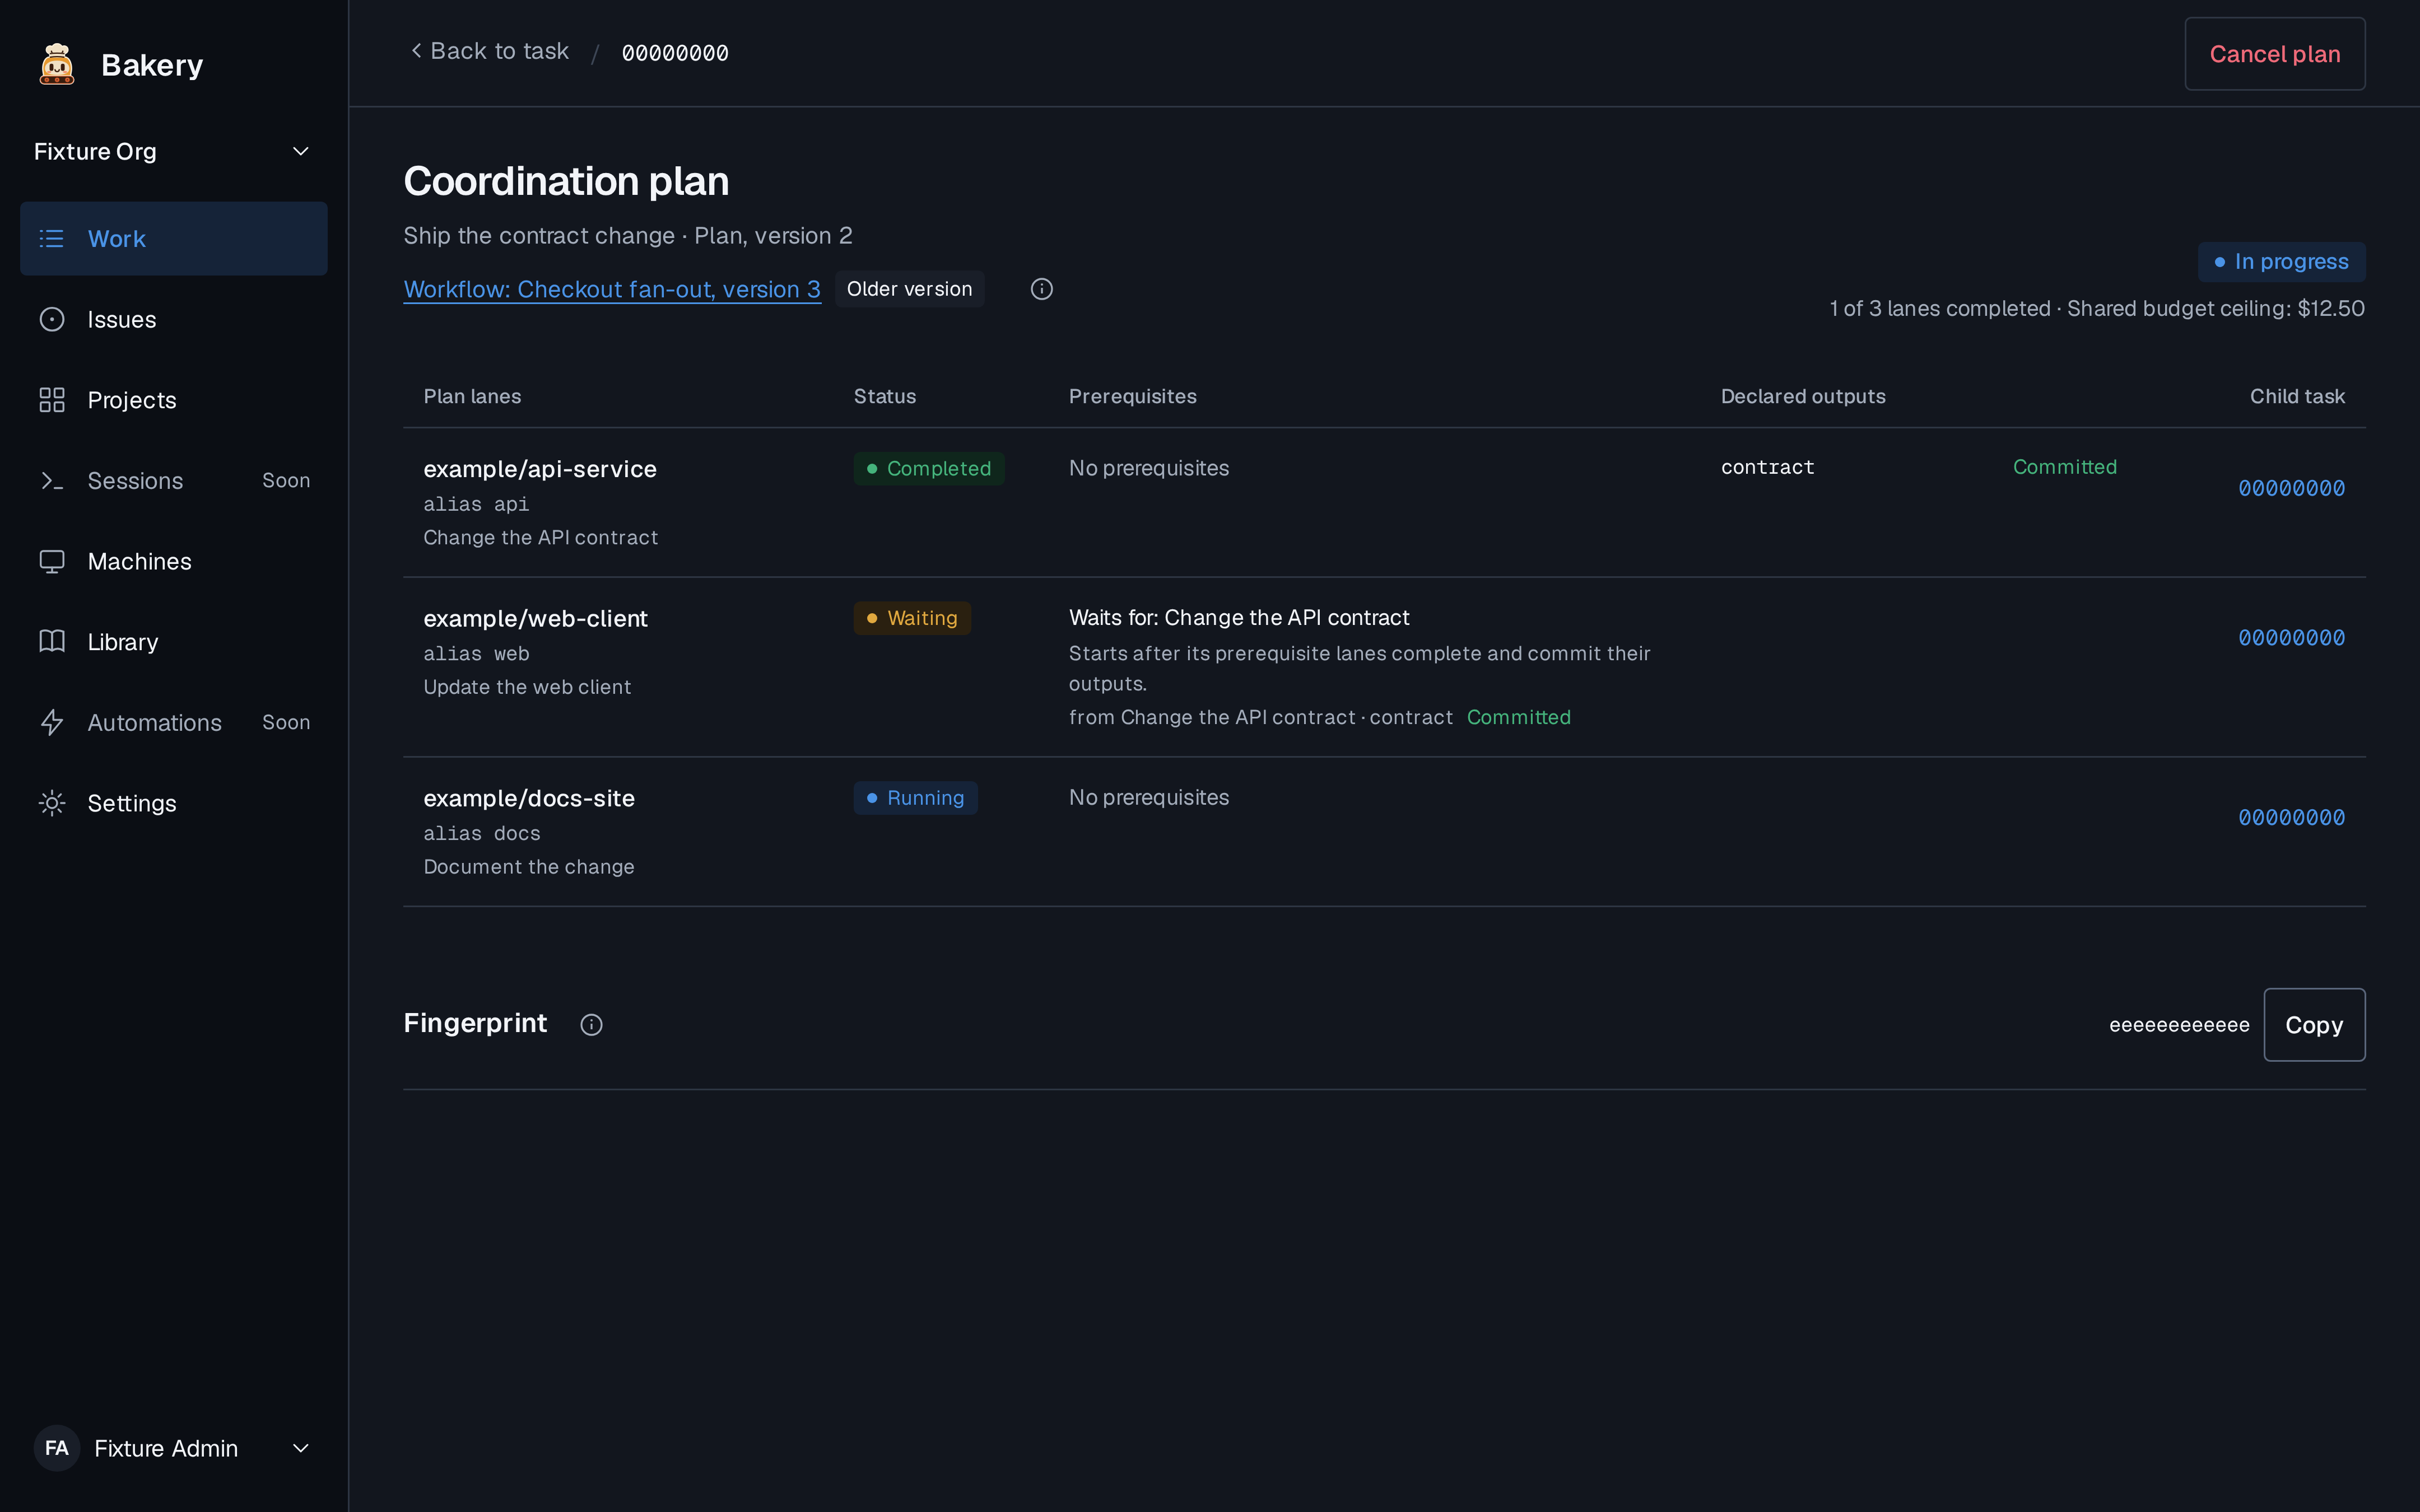 Bakery
Fixture Org
Work
Issues
Projects
Sessions Soon
Machines
Library
Automations Soon
Settings
FA Fixture Admin
Back to task / 00000000
Cancel plan
Coordination plan
Ship the contract change · Plan, version 2
Workflow: Checkout fan-out, version 3 Older version
In progress
1 of 3 lanes completed · Shared budget ceiling: $12.50
Plan lanes Status Prerequisites Declared outputs Child task
example/api-service Completed No prerequisites contract Committed 00000000
alias api
Change the API contract
example/web-client Waiting Waits for: Change the API contract 00000000
alias web Starts after its prerequisite lanes complete and commit their
Update the web client outputs.
from Change the API contract · contract Committed
example/docs-site Running No prerequisites 00000000
alias docs
Document the change
Fingerprint eeeeeeeeeeee Copy